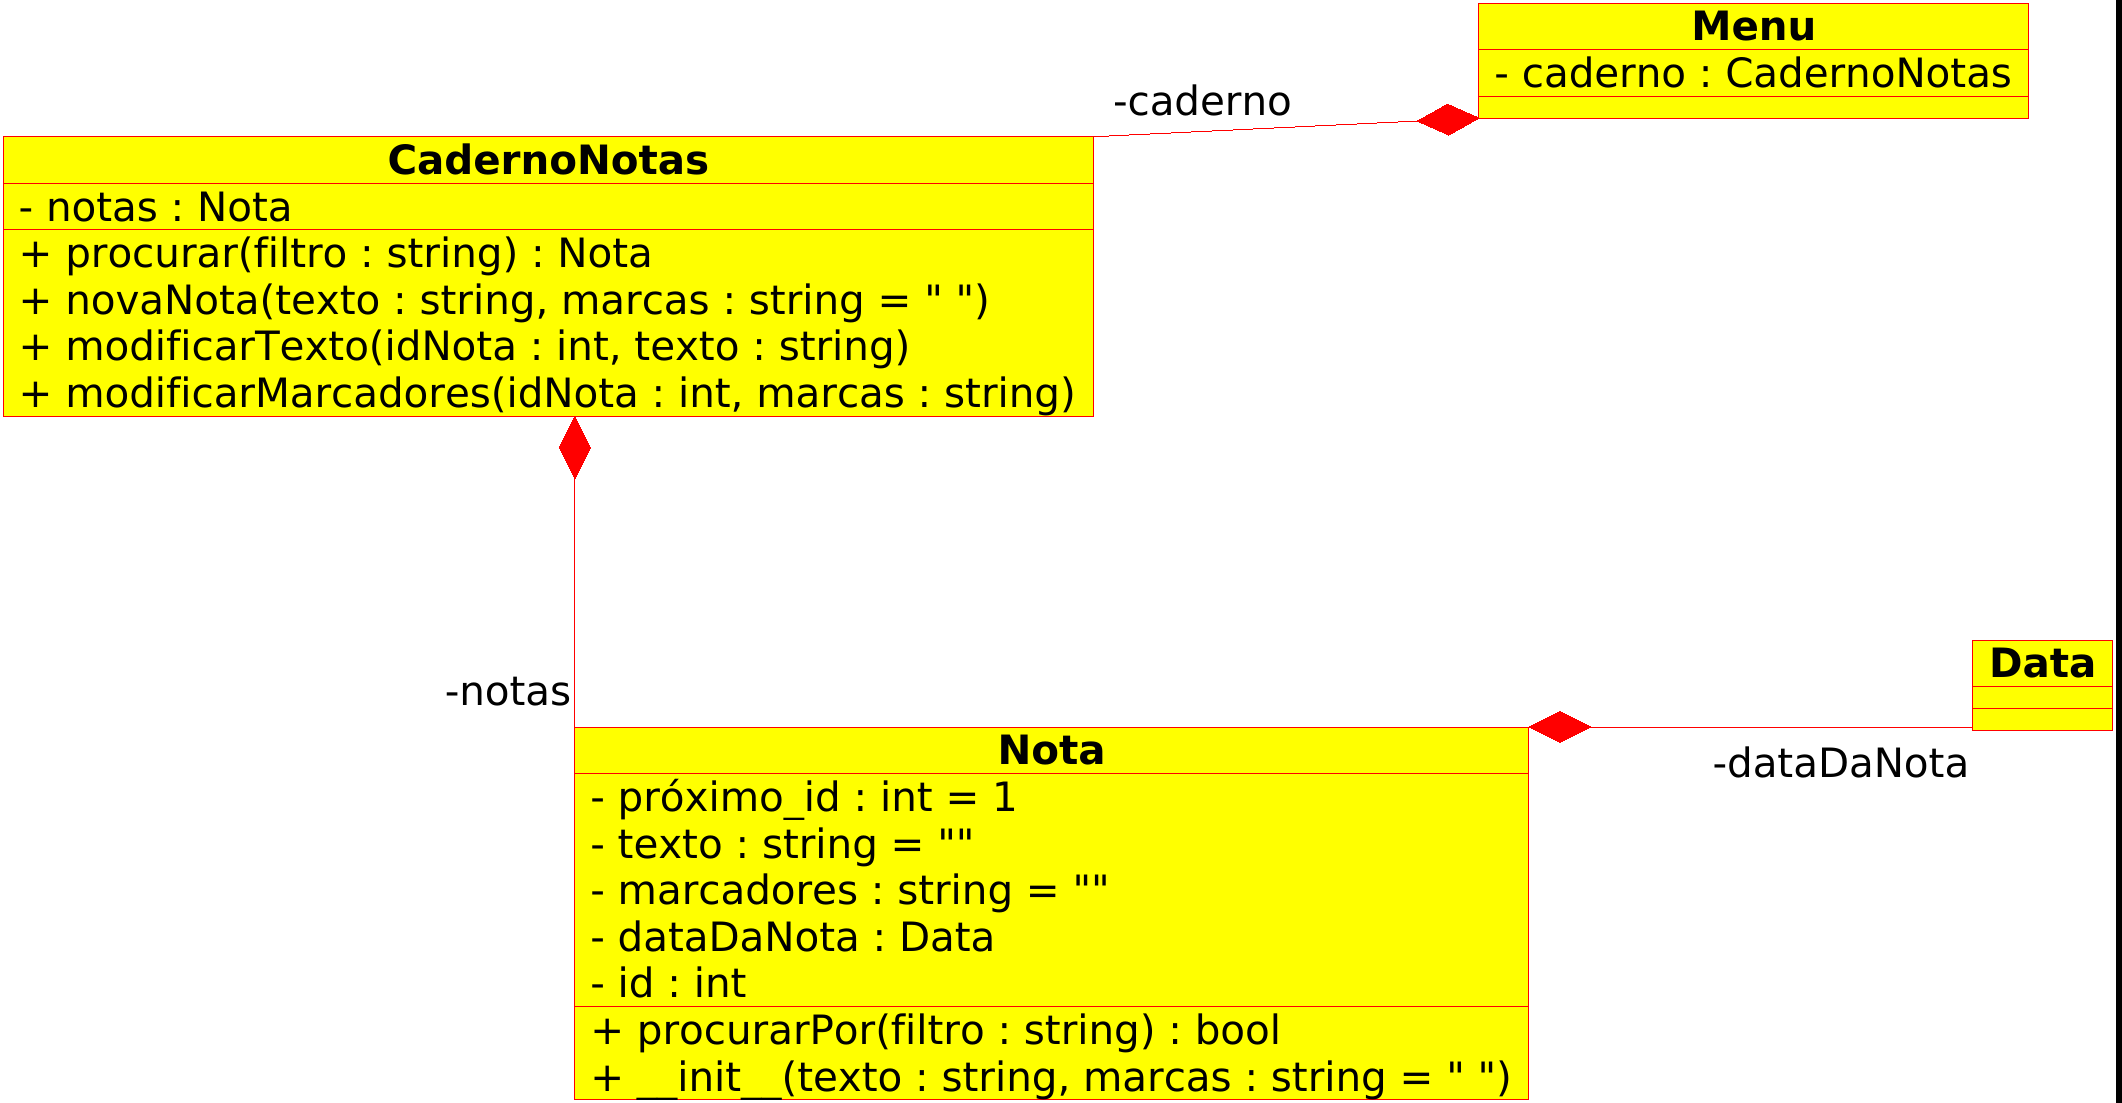 Menu
- caderno : CadernoNotas
-caderno
CadernoNotas
- notas : Nota
+ procurar(filtro : string) : Nota
+ novaNota(texto : string, marcas : string = " ")
+ modificarTexto(idNota : int, texto : string)
+ modificarMarcadores(idNota : int, marcas : string)
-notas
Data
-dataDaNota
Nota
- próximo_id : int = 1
- texto : string = ""
- marcadores : string = ""
- dataDaNota : Data
- id : int
+ procurarPor(filtro : string) : bool
+ __init__(texto : string, marcas : string = " ")